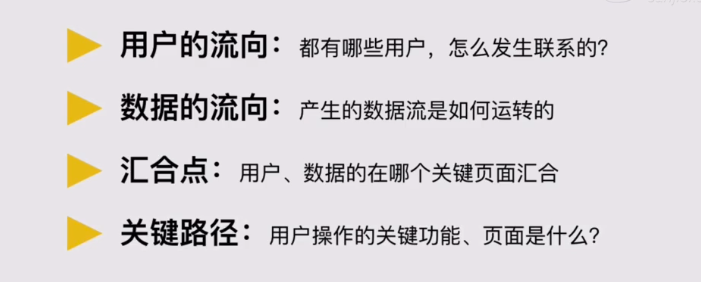 用户的流向：都有哪些用户，怎么发生联系的?
数据的流向：产生的数据流是如何运转的
汇合点：用户、数据的在哪个关键页面汇合
关键路径：用户操作的关键功能、页面是什么?